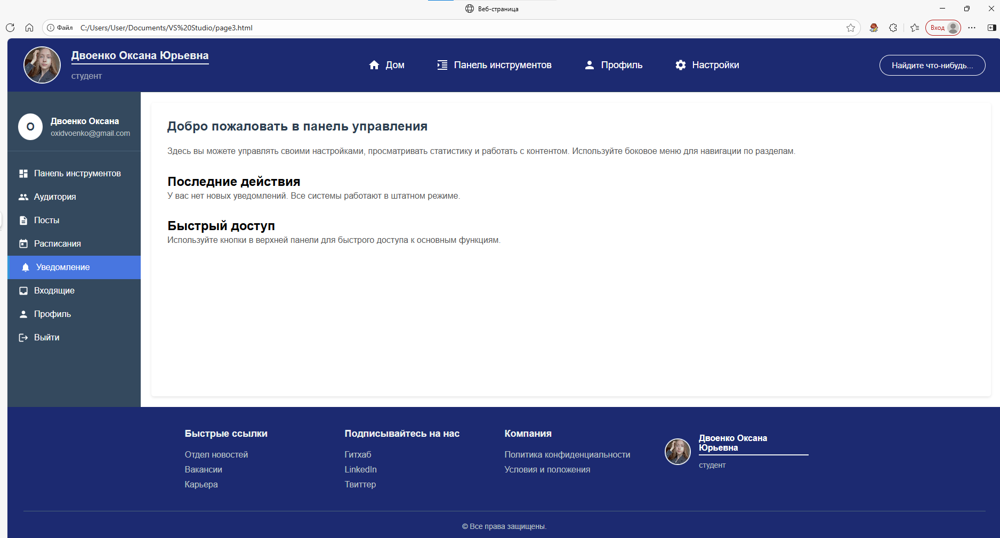 Веб-страница
Файл C:/Users/User/Documents/VS%20Studio/page3.html
Вход
Двоенко Оксана Юрьевна
студент
Дом
Панель инструментов
Профиль
Настройки
Найдите что-нибудь...
О
Двоенко Оксана
oxidvoenko@gmail.com
Панель инструментов
Аудитория
Посты
Расписания
Уведомление
Входящие
Профиль
Выйти
Добро пожаловать в панель управления
Здесь вы можете управлять своими настройками, просматривать статистику и работать с контентом. Используйте боковое меню для навигации по разделам.
Последние действия
У вас нет новых уведомлений. Все системы работают в штатном режиме.
Быстрый доступ
Используйте кнопки в верхней панели для быстрого доступа к основным функциям.
Быстрые ссылки
Отдел новостей
Вакансии
Карьера
Подписывайтесь на нас
Гитхаб
LinkedIn
Твиттер
Компания
Политика конфиденциальности
Условия и положения
Двоенко Оксана
Юрьевна
студент
© Все права защищены.